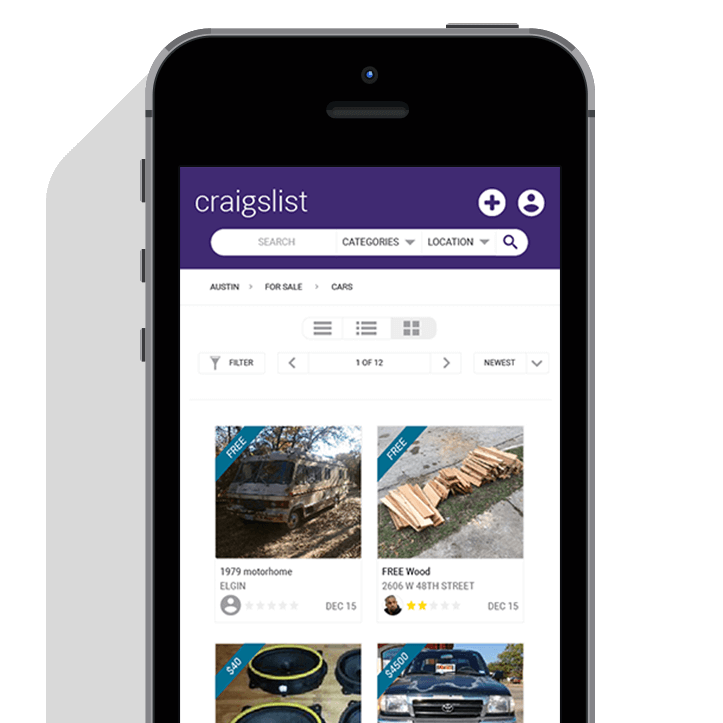 craigslist
SEARCH CATEGORIES LOCATION
AUSTIN > FOR SALE > CARS
FILTER 1 OF 12 NEWEST
FREE FREE
1979 motorhome FREE Wood
ELGIN 2606 W 48TH STREET
DEC 15 DEC 15
$40 $4500